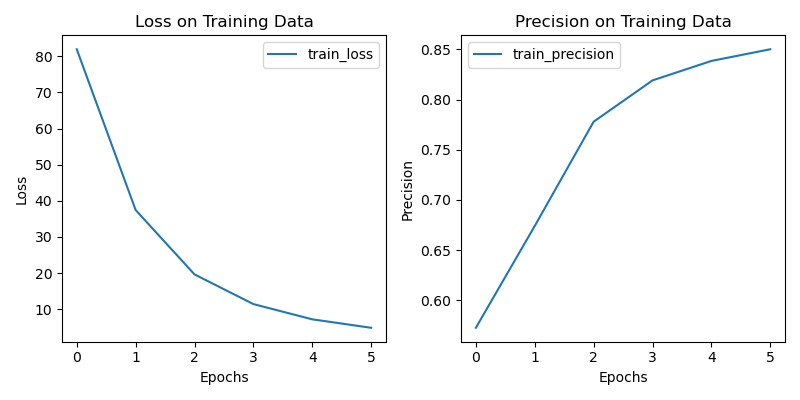 Loss on Training Data
train_loss
80
70
60
50
40
30
20
10
Loss
0 1 2 3 4 5
Epochs
Precision on Training Data
train_precision
0.85
0.80
0.75
0.70
0.65
0.60
Precision
0 1 2 3 4 5
Epochs